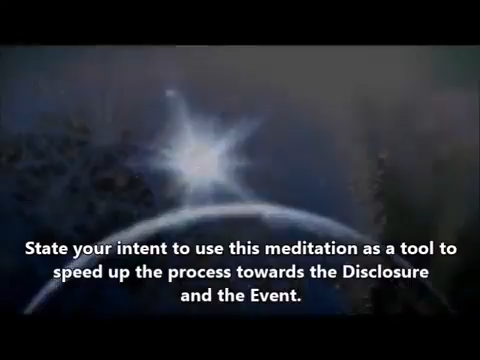 State your intent to use this meditation as a tool to
speed up the process towards the Disclosure
and the Event.